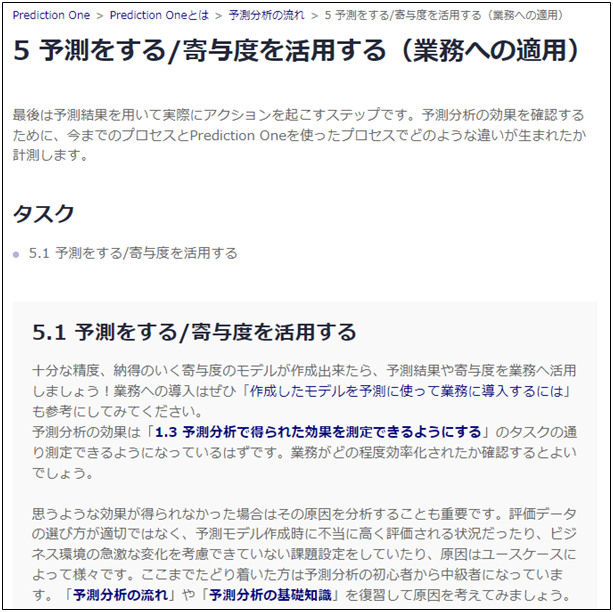 Prediction One > Prediction Oneとは > 予測分析の流れ > 5 予測をする/寄与度を活用する（業務への適用）
5 予測をする/寄与度を活用する（業務への適用）
最後は予測結果を用いて実際にアクションを起こすステップです。予測分析の効果を確認する
ために、今までのプロセスとPrediction Oneを使ったプロセスでどのような違いが生まれたか
計測します。
タスク
5.1 予測をする/寄与度を活用する
5.1 予測をする/寄与度を活用する
十分な精度、納得のいく寄与度のモデルが作成出来たら、予測結果や寄与度を業務へ活用
しましょう！業務への導入はぜひ「作成したモデルを予測に使って業務に導入するには」
も参考にしてみてください。
予測分析の効果は「1.3 予測分析で得られた効果を測定できるようにする」のタスクの通
り測定できるようになっているはずです。業務がどの程度効率化されたか確認するとよい
でしょう。
思うような効果が得られなかった場合はその原因を分析することも重要です。評価データ
の選び方が適切ではなく、予測モデル作成時に不当に高く評価される状況だったり、ビジ
ネス環境の急激な変化を考慮できていない課題設定をしていたり、原因はユースケースに
よって様々です。ここまでたどり着いた方は予測分析の初心者から中級者になっていま
す。「予測分析の流れ」や「予測分析の基礎知識」を復習して原因を考えてみましょう。